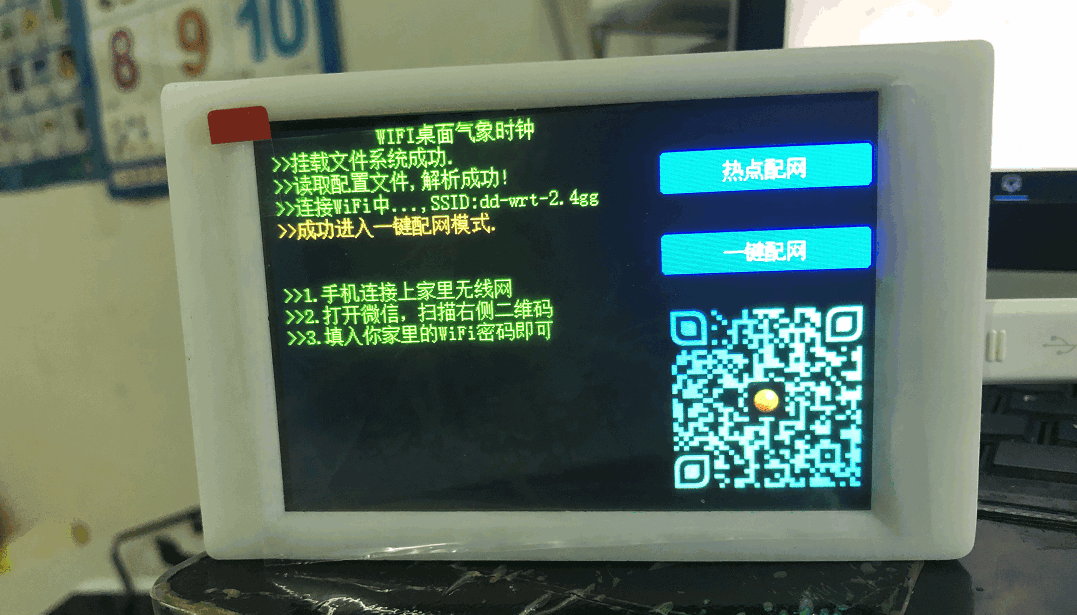 8 9 10
WIFI桌面气象时钟
>>挂载文件系统成功.
>>读取配置文件,解析成功!
>>连接WiFi中...,SSID:dd-wrt-2.4gg
>>成功进入一键配网模式.
>>1.手机连接上家里无线网
>>2.打开微信，扫描右侧二维码
>>3.填入你家里的WiFi密码即可
热点配网
一键配网